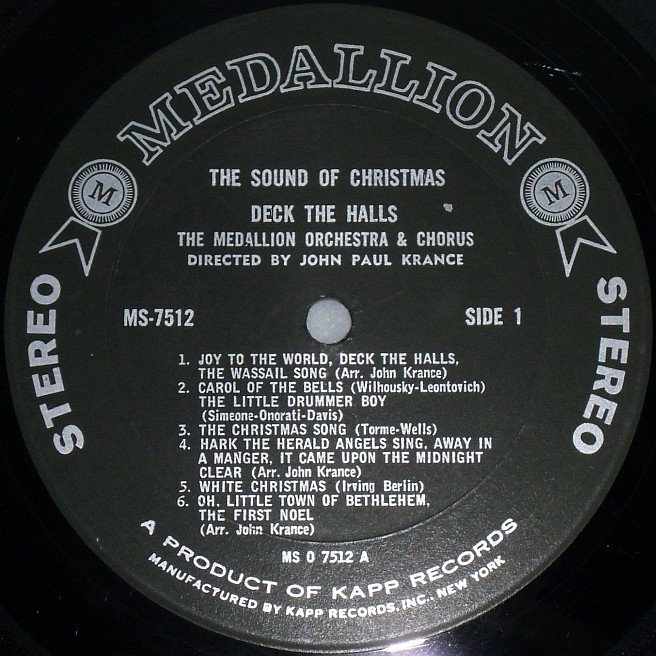 MEDALLION
M
M
THE SOUND OF CHRISTMAS
DECK THE HALLS
THE MEDALLION ORCHESTRA & CHORUS
DIRECTED BY JOHN PAUL KRANCE
STEREO
MS-7512
SIDE 1
STEREO
1. JOY TO THE WORLD, DECK THE HALLS,
THE WASSAIL SONG (Arr. John Krance)
2. CAROL OF THE BELLS (Wilhousky-Leontovich)
THE LITTLE DRUMMER BOY
(Simeone-Onorati-Davis)
3. THE CHRISTMAS SONG (Torme-Wells)
4. HARK THE HERALD ANGELS SING, AWAY IN
A MANGER, IT CAME UPON THE MIDNIGHT
CLEAR (Arr. John Krance)
5. WHITE CHRISTMAS (Irving Berlin)
6. OH, LITTLE TOWN OF BETHLEHEM,
THE FIRST NOEL
(Arr. John Krance)
MS 0 7512 A
A PRODUCT OF KAPP RECORDS
MANUFACTURED BY KAPP RECORDS, INC., NEW YORK